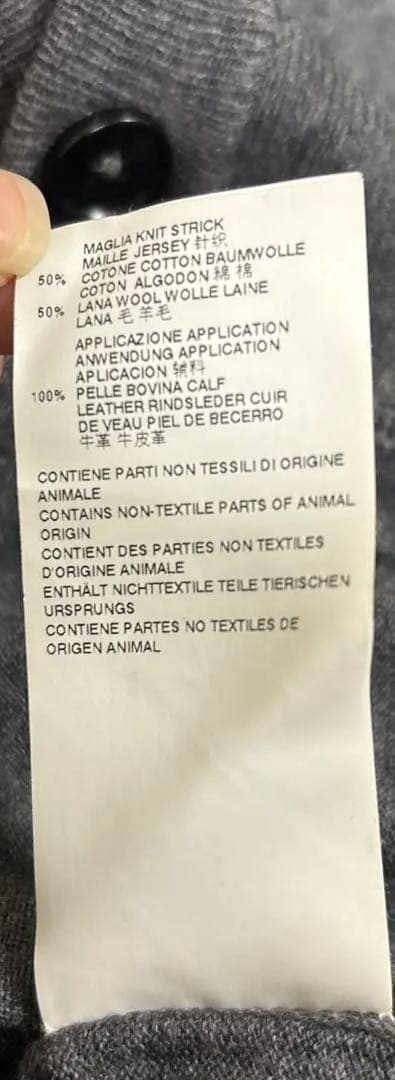 MAGLIA KNIT STRICK
MAILLE JERSEY 针织
50% COTONE COTTON BAUMWOLLE
COTON ALGODON 綿 棉
50% LANA WOOL WOLLE LAINE
LANA 毛 羊毛
APPLICAZIONE APPLICATION
ANWENDUNG APPLICATION
APLICACION 辅料
100% PELLE BOVINA CALF
LEATHER RINDSLEDER CUIR
DE VEAU PIEL DE BECERRO
牛革 牛皮革
CONTIENE PARTI NON TESSILI DI ORIGINE
ANIMALE
CONTAINS NON-TEXTILE PARTS OF ANIMAL
ORIGIN
CONTIENT DES PARTIES NON TEXTILES
D'ORIGINE ANIMALE
ENTHÄLT NICHTTEXTILE TEILE TIERISCHEN
URSPRUNGS
CONTIENE PARTES NO TEXTILES DE
ORIGEN ANIMAL